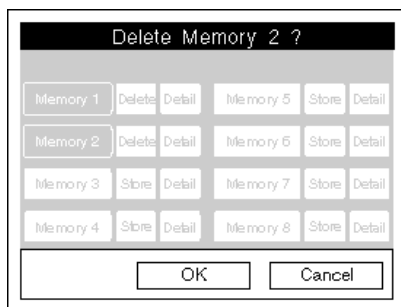 Delete Memory 2 ?
Memory 1 Delete Detail Memory 5 Store Detail
Memory 2 Delete Detail Memory 6 Store Detail
Memory 3 Store Detail Memory 7 Store Detail
Memory 4 Store Detail Memory 8 Store Detail
OK Cancel